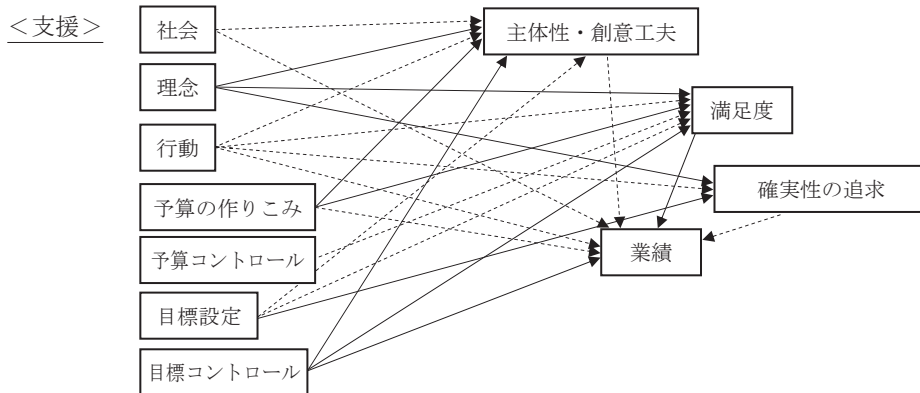 ＜支援＞
社会
理念
行動
予算の作りこみ
予算コントロール
目標設定
目標コントロール
主体性・創意工夫
満足度
確実性の追求
業績